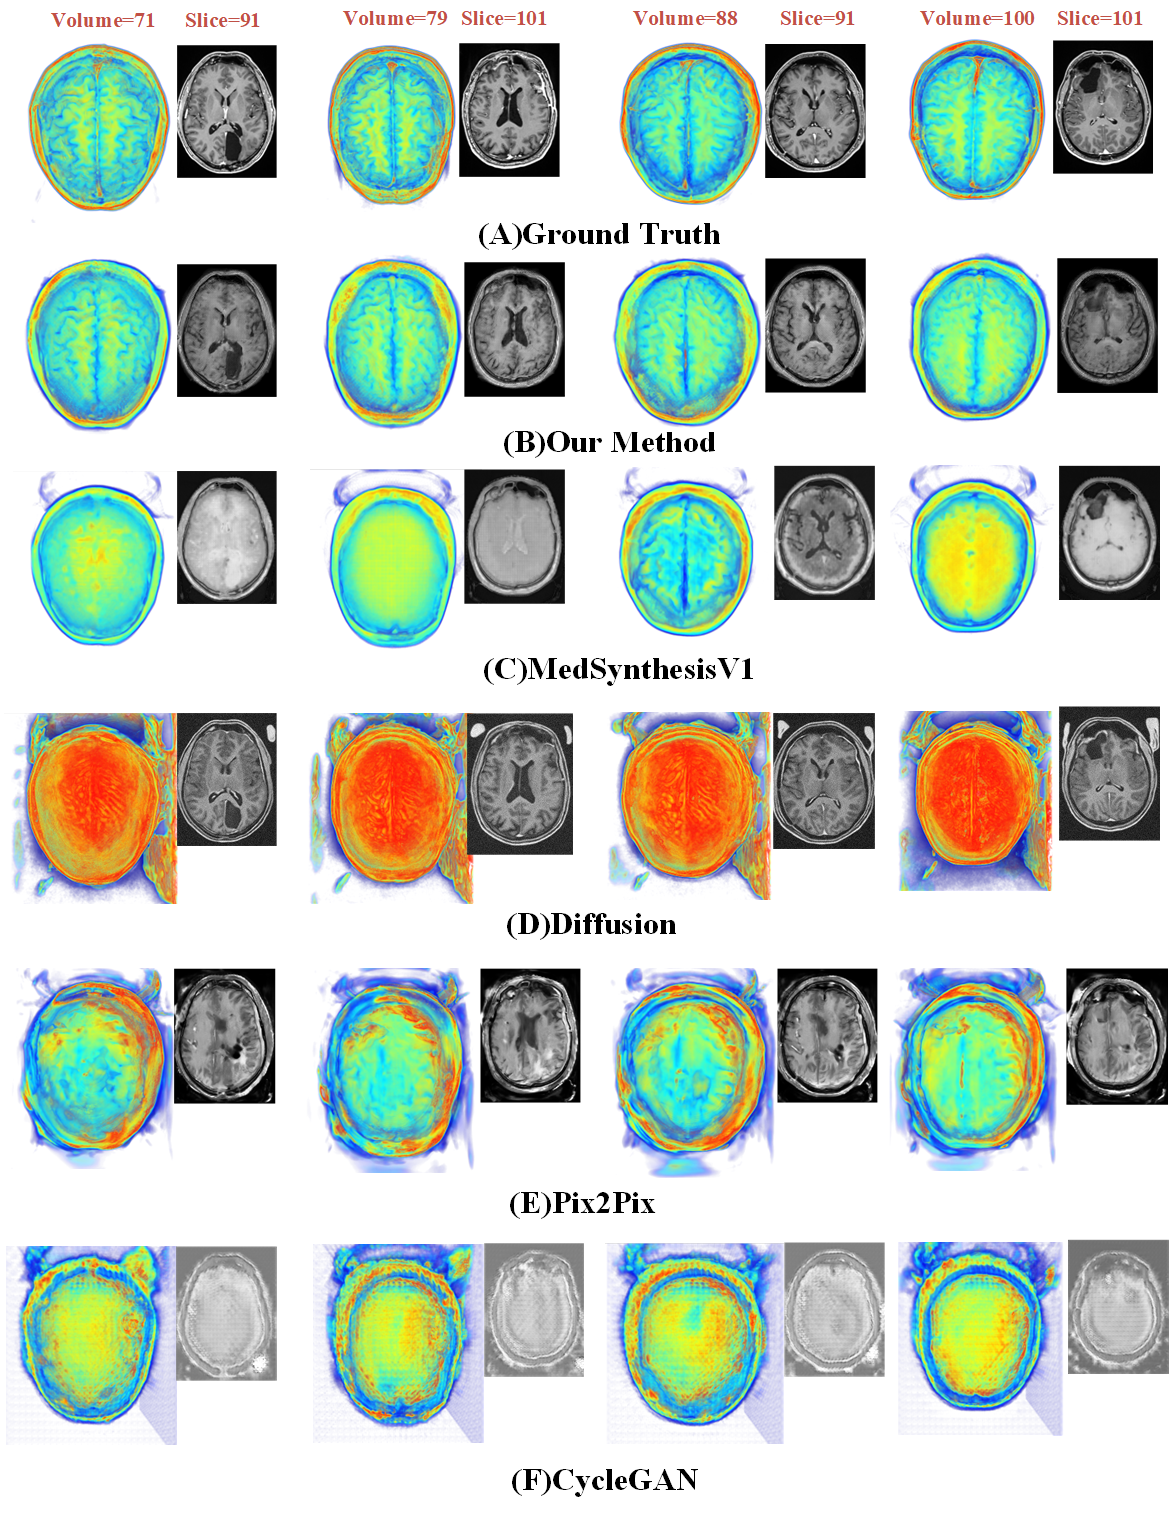 Volume=71 Slice=91 Volume=79 Slice=101 Volume=88 Slice=91 Volume=100 Slice=101
(A)Ground Truth
(B)Our Method
(C)MedSynthesisV1
(D)Diffusion
(E)Pix2Pix
(F)CycleGAN